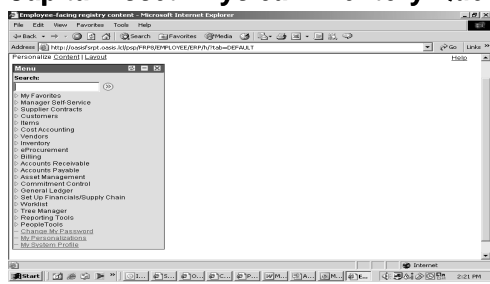 Employee-facing registry content - Microsoft Internet Explorer
File Edit View Favorites Tools Help
Back Search Favorites Media
Address http://oasisfsrpt.oasis.lcl/psp/FRP8/EMPLOYEE/ERP/h/?tab=DEFAULT Go Links »
Personalize Content | Layout Help
Menu
Search:
My Favorites
Manager Self-Service
Supplier Contracts
Customers
Items
Cost Accounting
Vendors
Inventory
eProcurement
Billing
Accounts Receivable
Accounts Payable
Asset Management
Commitment Control
General Ledger
Set Up Financials/Supply Chain
Worklist
Tree Manager
Reporting Tools
PeopleTools
Change My Password
My Personalizations
My System Profile
Internet
Start » I... S... O... C... P... M... A... M... E... 2:21 PM